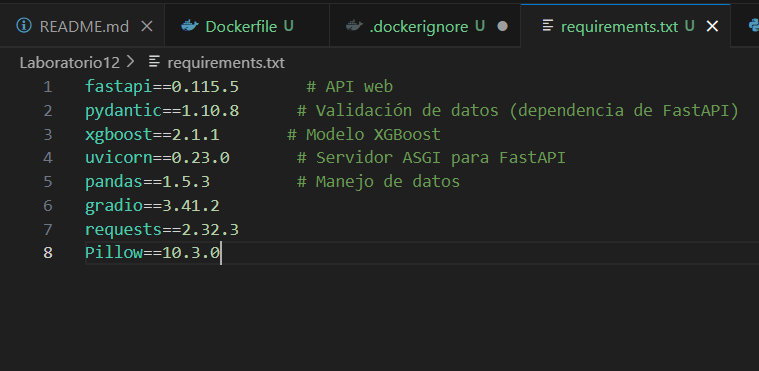 README.md Dockerfile U .dockerignore U requirements.txt U
Laboratorio12 > requirements.txt
1 fastapi==0.115.5 # API web
2 pydantic==1.10.8 # Validación de datos (dependencia de FastAPI)
3 xgboost==2.1.1 # Modelo XGBoost
4 uvicorn==0.23.0 # Servidor ASGI para FastAPI
5 pandas==1.5.3 # Manejo de datos
6 gradio==3.41.2
7 requests==2.32.3
8 Pillow==10.3.0